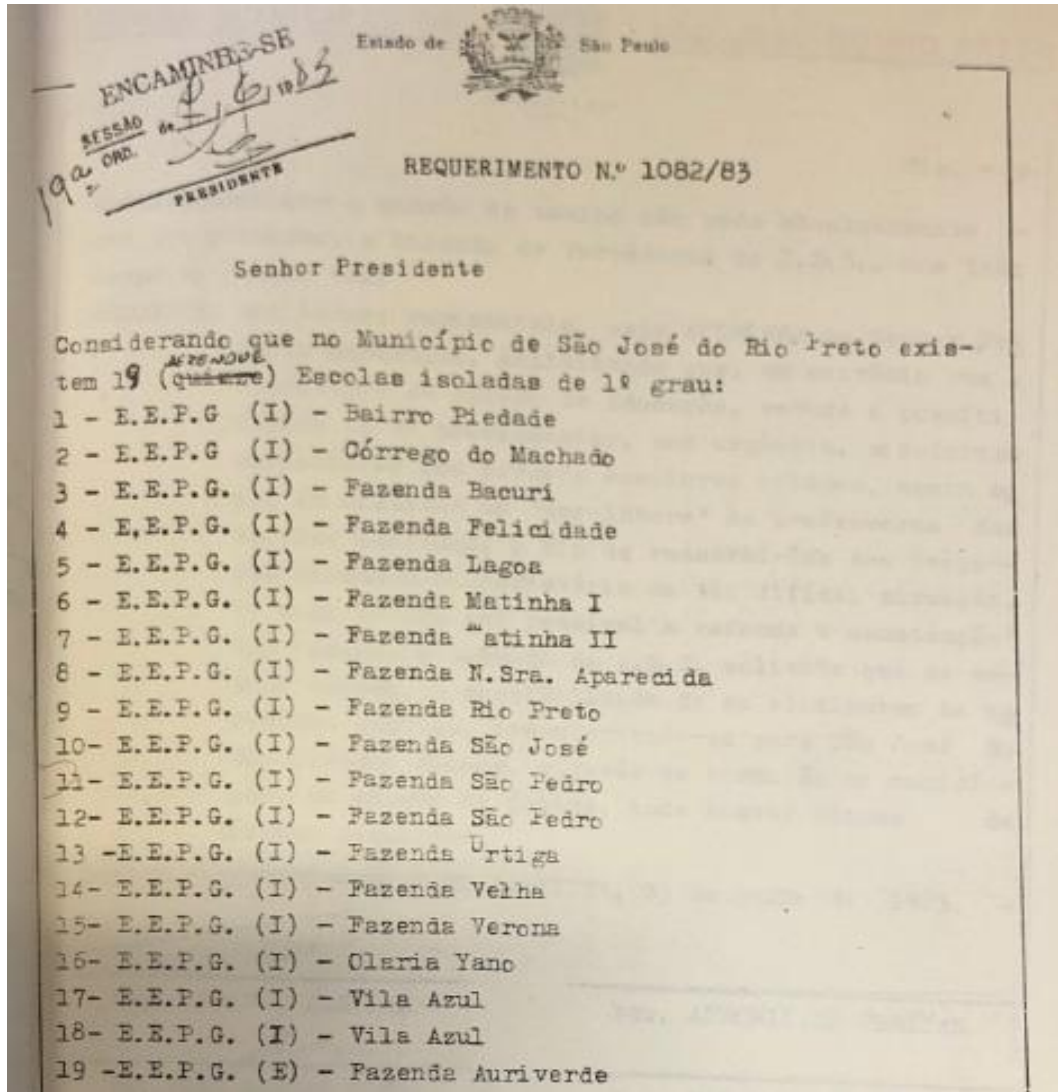 Estado de São Paulo
ENCAMINHE-SE
SESSÃO de 6 1983
19ª ORD.
PRESIDENTE
REQUERIMENTO N.º 1082/83
Senhor Presidente
Considerando que no Município de São José do Rio Preto exis-
dezenove
tem 19 (quinze) Escolas isoladas de 1º grau:
1 - E.E.P.G (I) - Bairro Piedade
2 - E.E.P.G (I) - Córrego do Machado
3 - E.E.P.G. (I) - Fazenda Bacuri
4 - E,E.P.G. (I) - Fazenda Felicidade
5 - E.E.P.G. (I) - Fazenda Lagoa
6 - E.E.P.G. (I) - Fazenda Matinha I
7 - E.E.P.G. (I) - Fazenda matinha II
8 - E.E.P.G. (I) - Fazenda N.Sra. Aparecida
9 - E.E.P.G. (I) - Fazenda Rio Preto
10- E.E.P.G. (I) - Fazenda São José
11- E.E.P.G. (I) - Fazenda São Pedro
12- E.E.P.G. (I) - Fazenda São Pedro
13 -E.E.P.G. (I) - Fazenda Urtiga
14- E.E.P.G. (I) - Fazenda Velha
15- E.E.P.G. (I) - Fazenda Verona
16- E.E.P.G. (I) - Olaria Yano
17- E.E.P.G. (I) - Vila Azul
18- E.E.P.G. (I) - Vila Azul
19 -E.E.P.G. (E) - Fazenda Auriverde